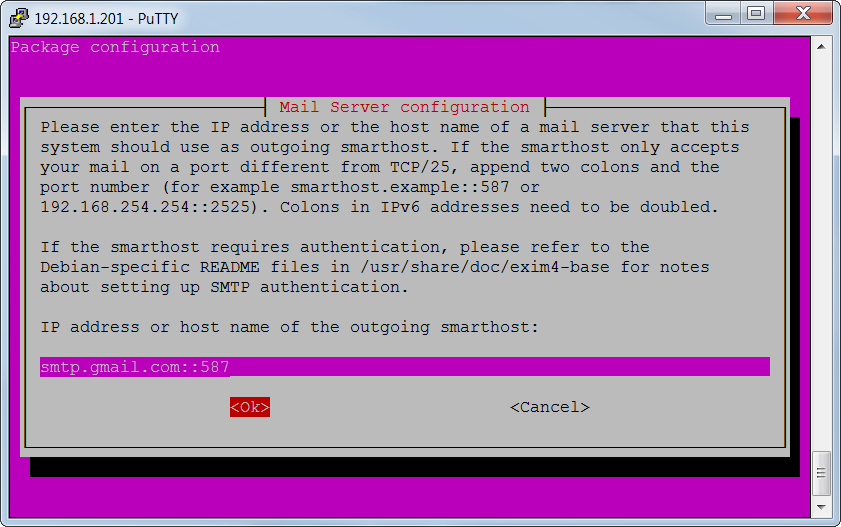 192.168.1.201 - PuTTY
Package configuration
Mail Server configuration
Please enter the IP address or the host name of a mail server that this
system should use as outgoing smarthost. If the smarthost only accepts
your mail on a port different from TCP/25, append two colons and the
port number (for example smarthost.example::587 or
192.168.254.254::2525). Colons in IPv6 addresses need to be doubled.
If the smarthost requires authentication, please refer to the
Debian-specific README files in /usr/share/doc/exim4-base for notes
about setting up SMTP authentication.
IP address or host name of the outgoing smarthost:
smtp.gmail.com::587
<Ok> <Cancel>